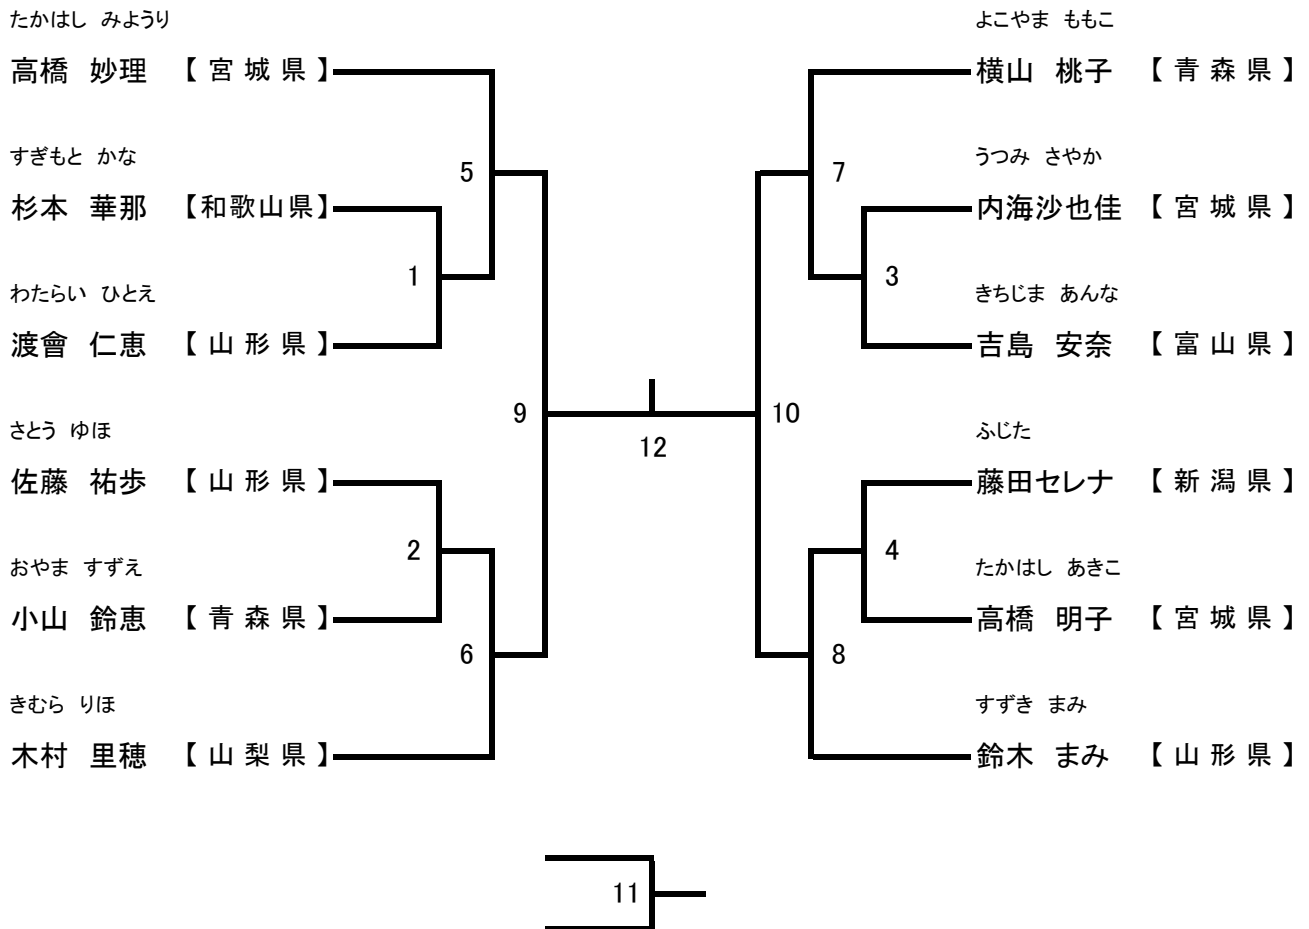 たかはし みようり
高橋 妙理 【 宮 城 県 】
すぎもと かな
杉本 華那 【和歌山県】
わたらい ひとえ
渡會 仁恵 【 山 形 県 】
さとう ゆほ
佐藤 祐歩 【 山 形 県 】
おやま すずえ
小山 鈴恵 【 青 森 県 】
きむら りほ
木村 里穂 【 山 梨 県 】
5
1
9
2
6
12
11
7
3
10
4
8
よこやま ももこ
横山 桃子 【 青 森 県 】
うつみ さやか
内海沙也佳 【 宮 城 県 】
きちじま あんな
吉島 安奈 【 富 山 県 】
ふじた
藤田セレナ 【 新 潟 県 】
たかはし あきこ
高橋 明子 【 宮 城 県 】
すずき まみ
鈴木 まみ 【 山 形 県 】